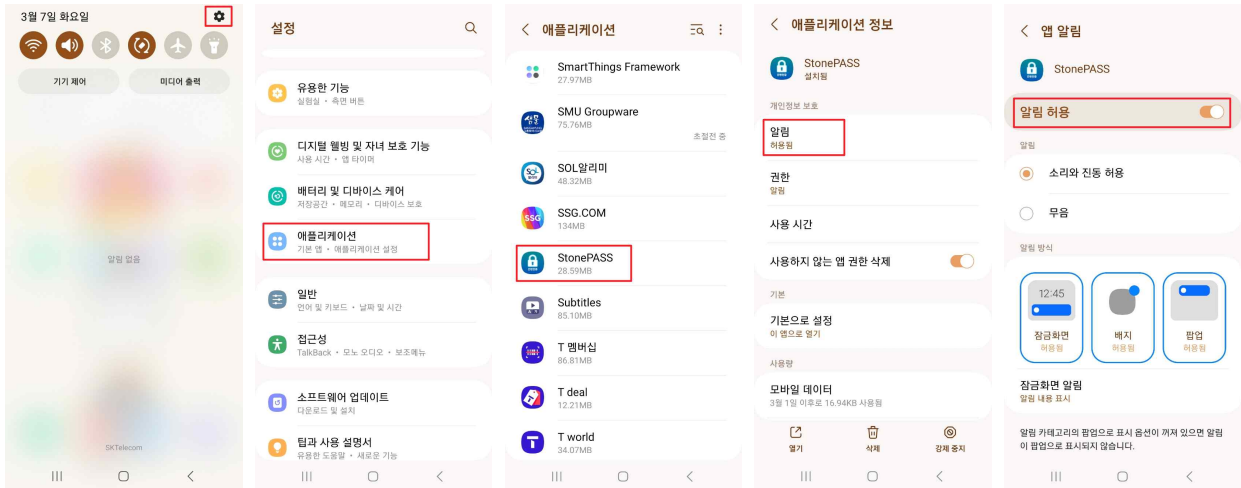 3월 7일 화요일
기기 제어
미디어 출력
알림 없음
SKTelecom
설정
유용한 기능
실험실 • 측면 버튼
디지털 웰빙 및 자녀 보호 기능
사용 시간 • 앱 타이머
배터리 및 디바이스 케어
저장공간 • 메모리 • 디바이스 보호
애플리케이션
기본 앱 • 애플리케이션 설정
일반
언어 및 키보드 • 날짜 및 시간
접근성
TalkBack • 모노 오디오 • 보조메뉴
소프트웨어 업데이트
다운로드 및 설치
팁과 사용 설명서
유용한 도움말 • 새로운 기능
애플리케이션
SmartThings Framework
27.97MB
SMU Groupware
75.76MB
초절전 중
SOL알리미
48.32MB
SSG.COM
134MB
StonePASS
28.59MB
Subtitles
85.10MB
T 멤버십
86.81MB
T deal
12.21MB
T world
34.07MB
애플리케이션 정보
StonePASS
설치됨
개인정보 보호
알림
허용됨
권한
알림
사용 시간
사용하지 않는 앱 권한 삭제
기본
기본으로 설정
이 앱으로 열기
사용량
모바일 데이터
3월 1일 이후로 16.94KB 사용됨
열기
삭제
강제 중지
앱 알림
StonePASS
알림 허용
알림
소리와 진동 허용
무음
알림 방식
12:45
잠금화면
허용됨
배지
허용됨
팝업
허용됨
잠금화면 알림
알림 내용 표시
알림 카테고리의 팝업으로 표시 옵션이 꺼져 있으면 알림
이 팝업으로 표시되지 않습니다.